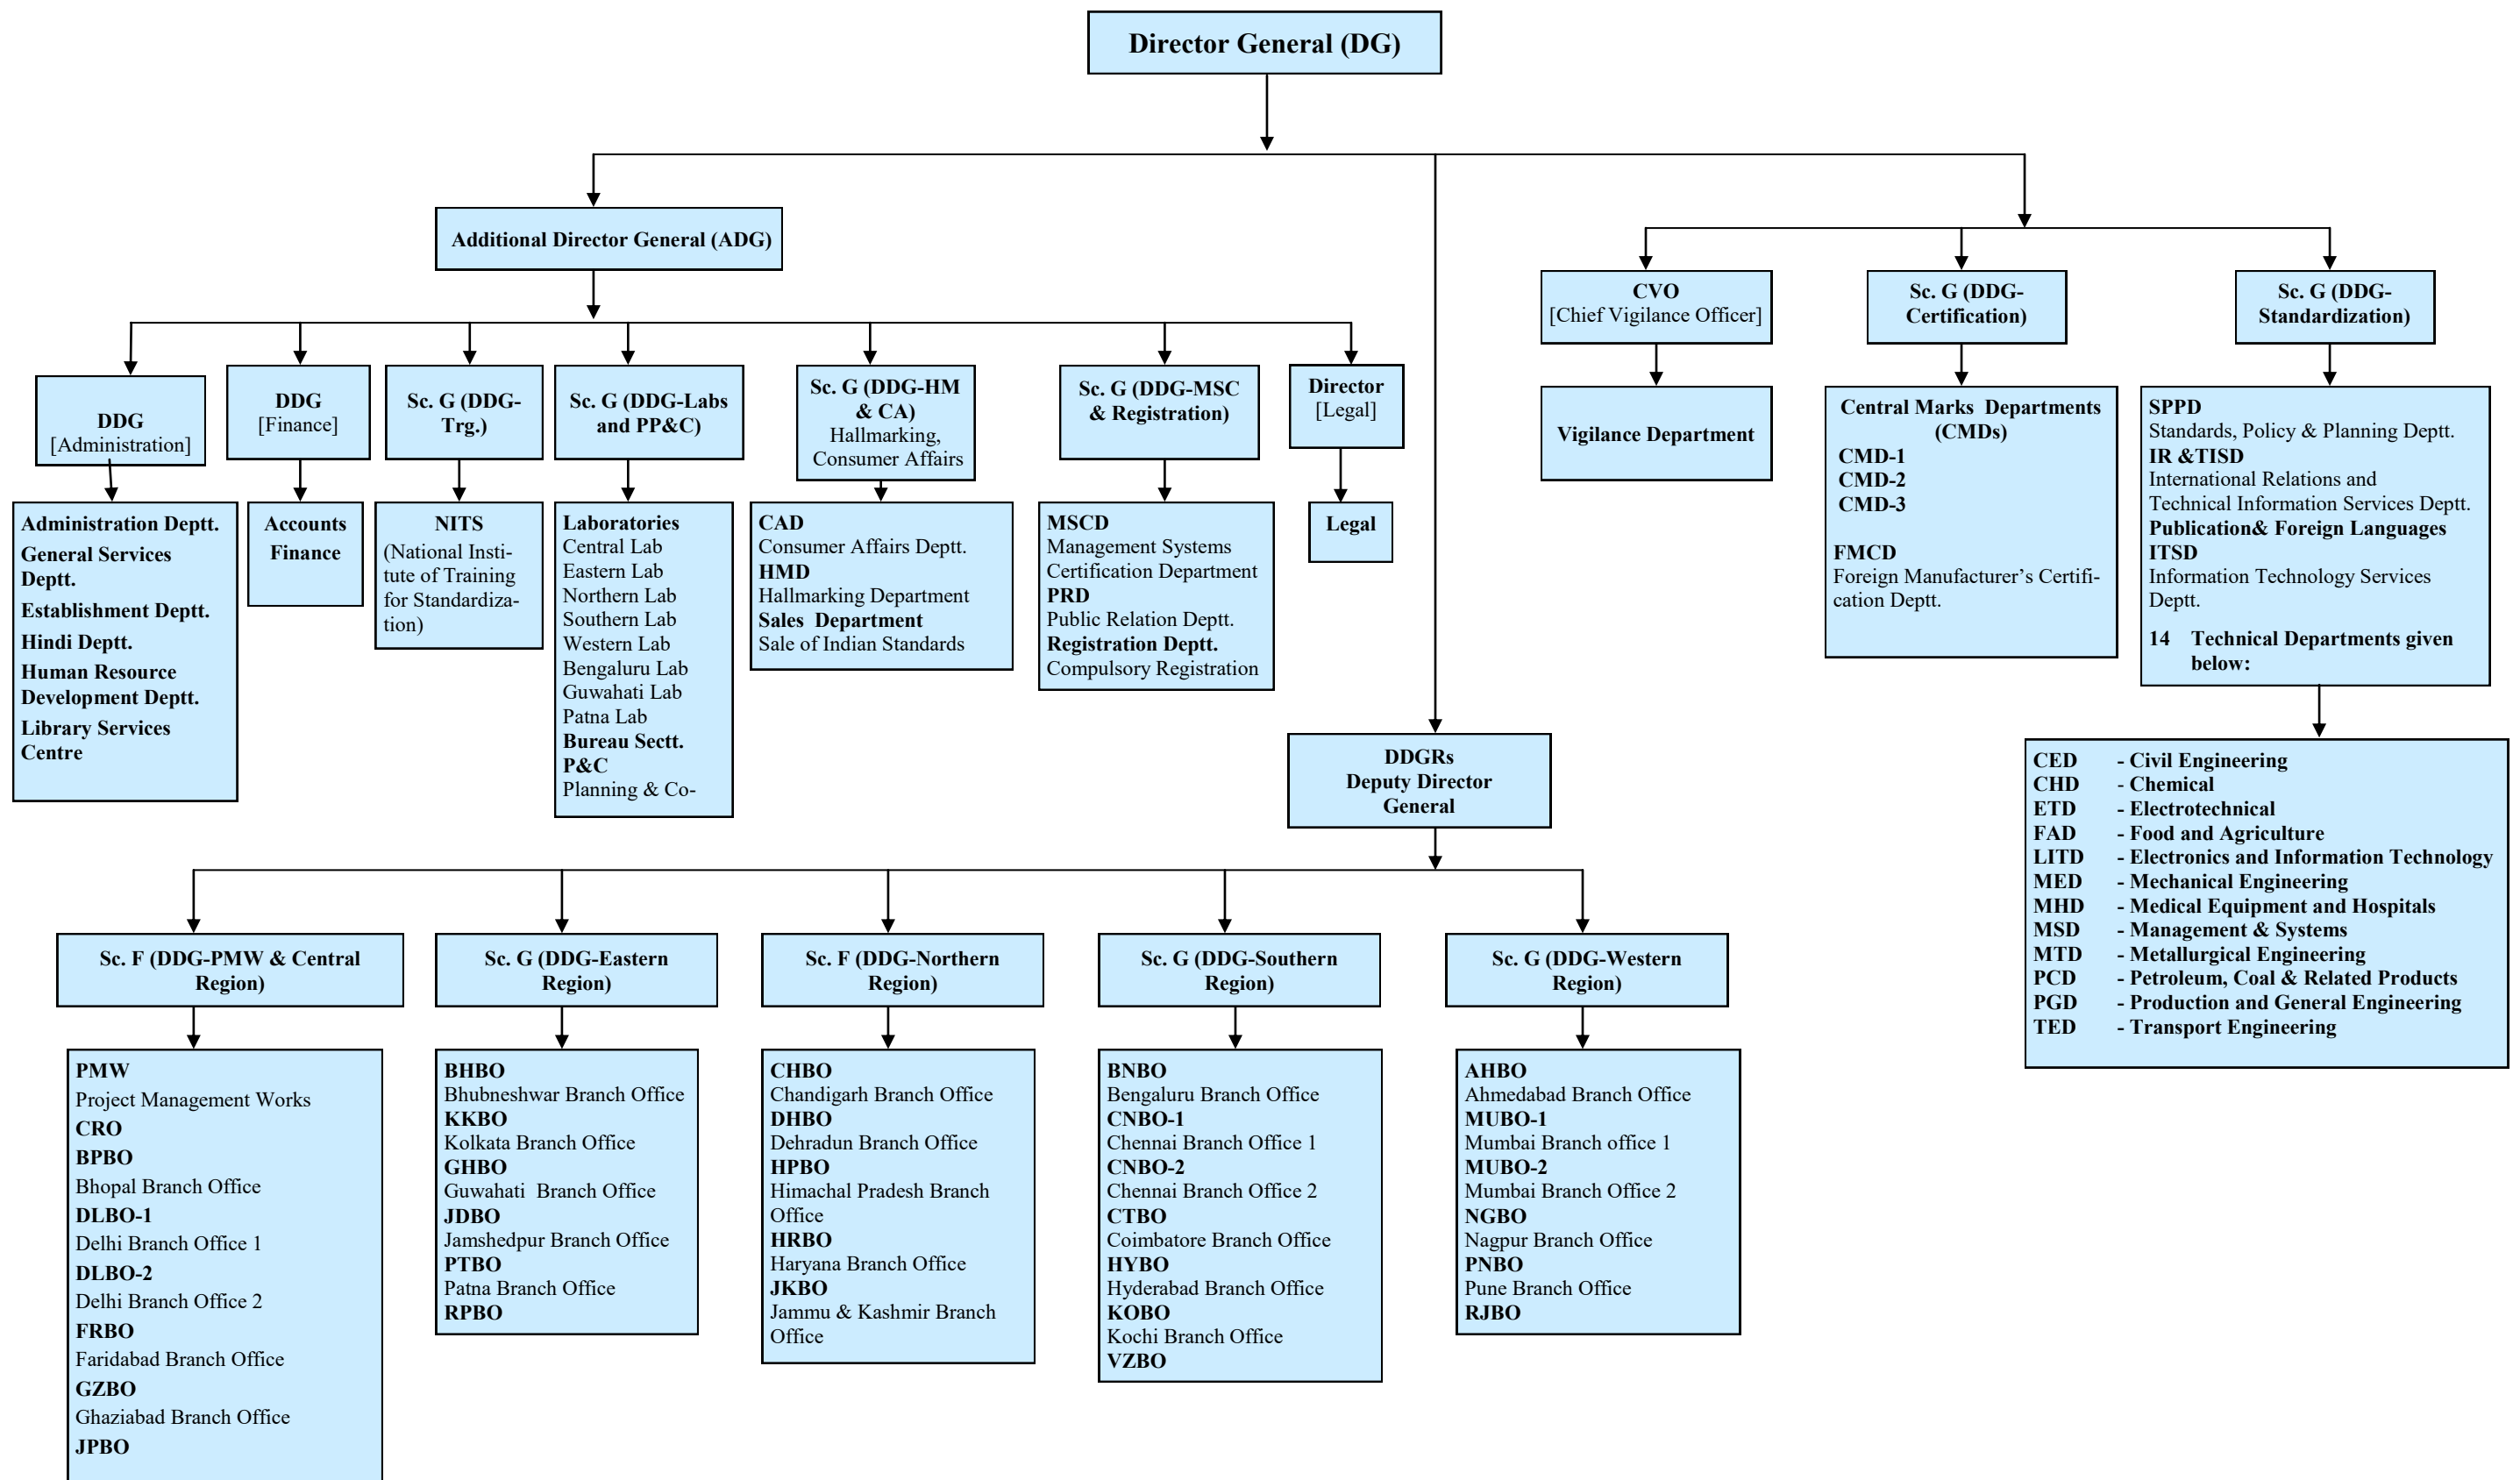 Director General (DG)
Additional Director General (ADG)
CVO
[Chief Vigilance Officer]
Sc. G (DDG-
Certification)
Sc. G (DDG-
Standardization)
DDG
[Administration]
DDG
[Finance]
Sc. G (DDG-
Trg.)
Sc. G (DDG-Labs
and PP&C)
Sc. G (DDG-HM
& CA)
Hallmarking,
Consumer Affairs
Sc. G (DDG-MSC
& Registration)
Director
[Legal]
Vigilance Department
Central Marks  Departments
(CMDs)
CMD-1
CMD-2
CMD-3
FMCD
Foreign Manufacturer’s Certifi-
cation Deptt.
SPPD
Standards, Policy & Planning Deptt.
IR &TISD
International Relations and
Technical Information Services Deptt.
Publication& Foreign Languages
ITSD
Information Technology Services
Deptt.
14   Technical Departments given
below:
Administration Deptt.
General Services
Deptt.
Establishment Deptt.
Hindi Deptt.
Human Resource
Development Deptt.
Library Services
Centre
Accounts
Finance
NITS
(National Insti-
tute of Training
for Standardiza-
tion)
Laboratories
Central Lab
Eastern Lab
Northern Lab
Southern Lab
Western Lab
Bengaluru Lab
Guwahati Lab
Patna Lab
Bureau Sectt.
P&C
Planning & Co-
CAD
Consumer Affairs Deptt.
HMD
Hallmarking Department
Sales  Department
Sale of Indian Standards
MSCD
Management Systems
Certification Department
PRD
Public Relation Deptt.
Registration Deptt.
Compulsory Registration
Legal
DDGRs
Deputy Director
General
CED - Civil Engineering
CHD - Chemical
ETD - Electrotechnical
FAD - Food and Agriculture
LITD - Electronics and Information Technology
MED - Mechanical Engineering
MHD - Medical Equipment and Hospitals
MSD - Management & Systems
MTD - Metallurgical Engineering
PCD - Petroleum, Coal & Related Products
PGD - Production and General Engineering
TED - Transport Engineering
Sc. F (DDG-PMW & Central
Region)
Sc. G (DDG-Eastern
Region)
Sc. F (DDG-Northern
Region)
Sc. G (DDG-Southern
Region)
Sc. G (DDG-Western
Region)
PMW
Project Management Works
CRO
BPBO
Bhopal Branch Office
DLBO-1
Delhi Branch Office 1
DLBO-2
Delhi Branch Office 2
FRBO
Faridabad Branch Office
GZBO
Ghaziabad Branch Office
JPBO
BHBO
Bhubneshwar Branch Office
KKBO
Kolkata Branch Office
GHBO
Guwahati  Branch Office
JDBO
Jamshedpur Branch Office
PTBO
Patna Branch Office
RPBO
CHBO
Chandigarh Branch Office
DHBO
Dehradun Branch Office
HPBO
Himachal Pradesh Branch
Office
HRBO
Haryana Branch Office
JKBO
Jammu & Kashmir Branch
Office
BNBO
Bengaluru Branch Office
CNBO-1
Chennai Branch Office 1
CNBO-2
Chennai Branch Office 2
CTBO
Coimbatore Branch Office
HYBO
Hyderabad Branch Office
KOBO
Kochi Branch Office
VZBO
AHBO
Ahmedabad Branch Office
MUBO-1
Mumbai Branch office 1
MUBO-2
Mumbai Branch Office 2
NGBO
Nagpur Branch Office
PNBO
Pune Branch Office
RJBO